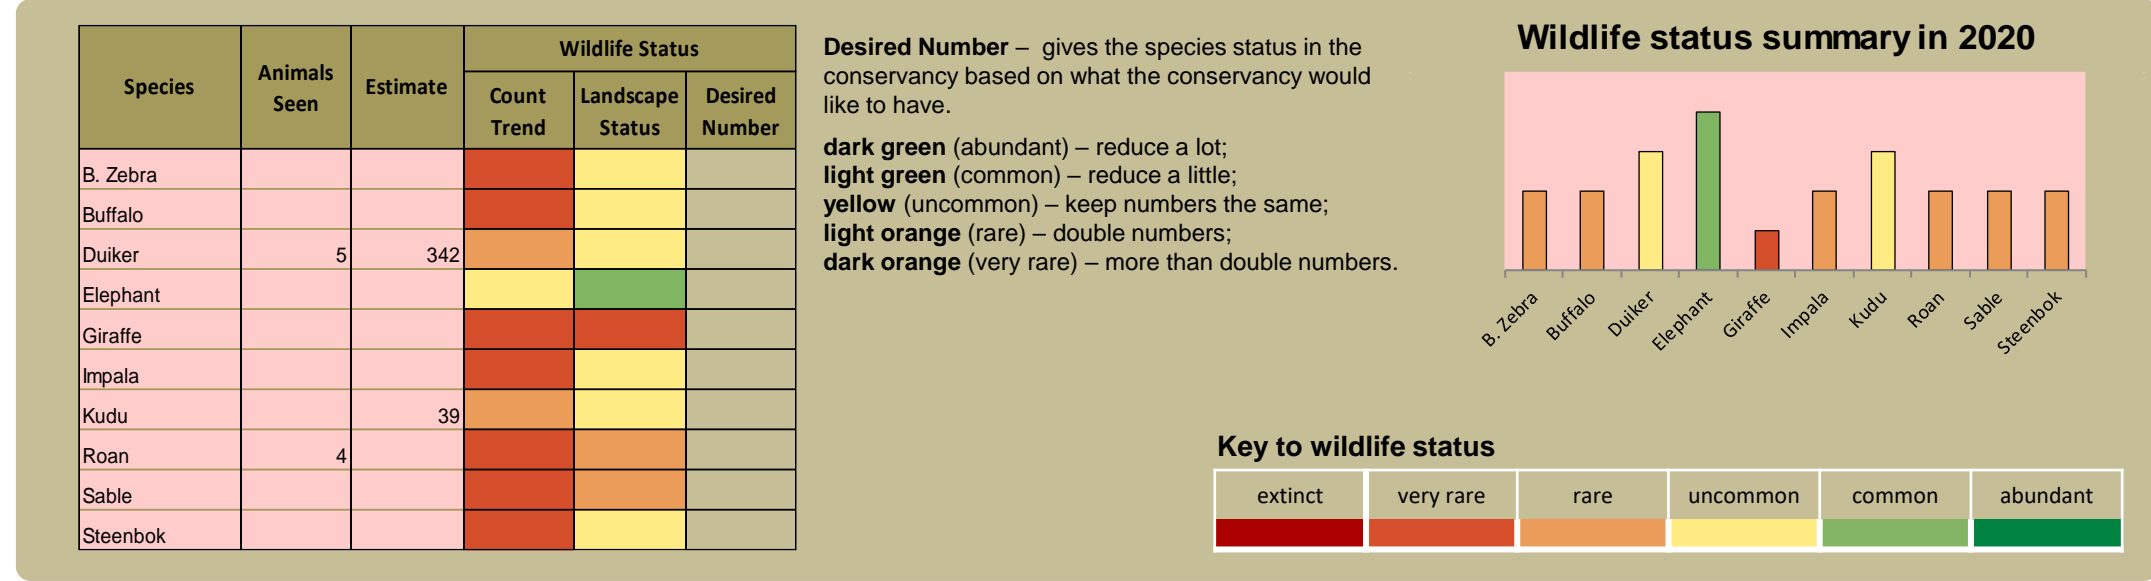 Species Animals Seen Estimate Wildlife Status
Count Trend Landscape Status Desired Number
B. Zebra
Buffalo
Duiker 5 342
Elephant
Giraffe
Impala
Kudu 39
Roan 4
Sable
Steenbok
Desired Number – gives the species status in the
conservancy based on what the conservancy would
like to have.
dark green (abundant) – reduce a lot;
light green (common) – reduce a little;
yellow (uncommon) – keep numbers the same;
light orange (rare) – double numbers;
dark orange (very rare) – more than double numbers.
Wildlife status summary in 2020
B. Zebra Buffalo Duiker Elephant Giraffe Impala Kudu Roan Sable Steenbok
Key to wildlife status
extinct very rare rare uncommon common abundant